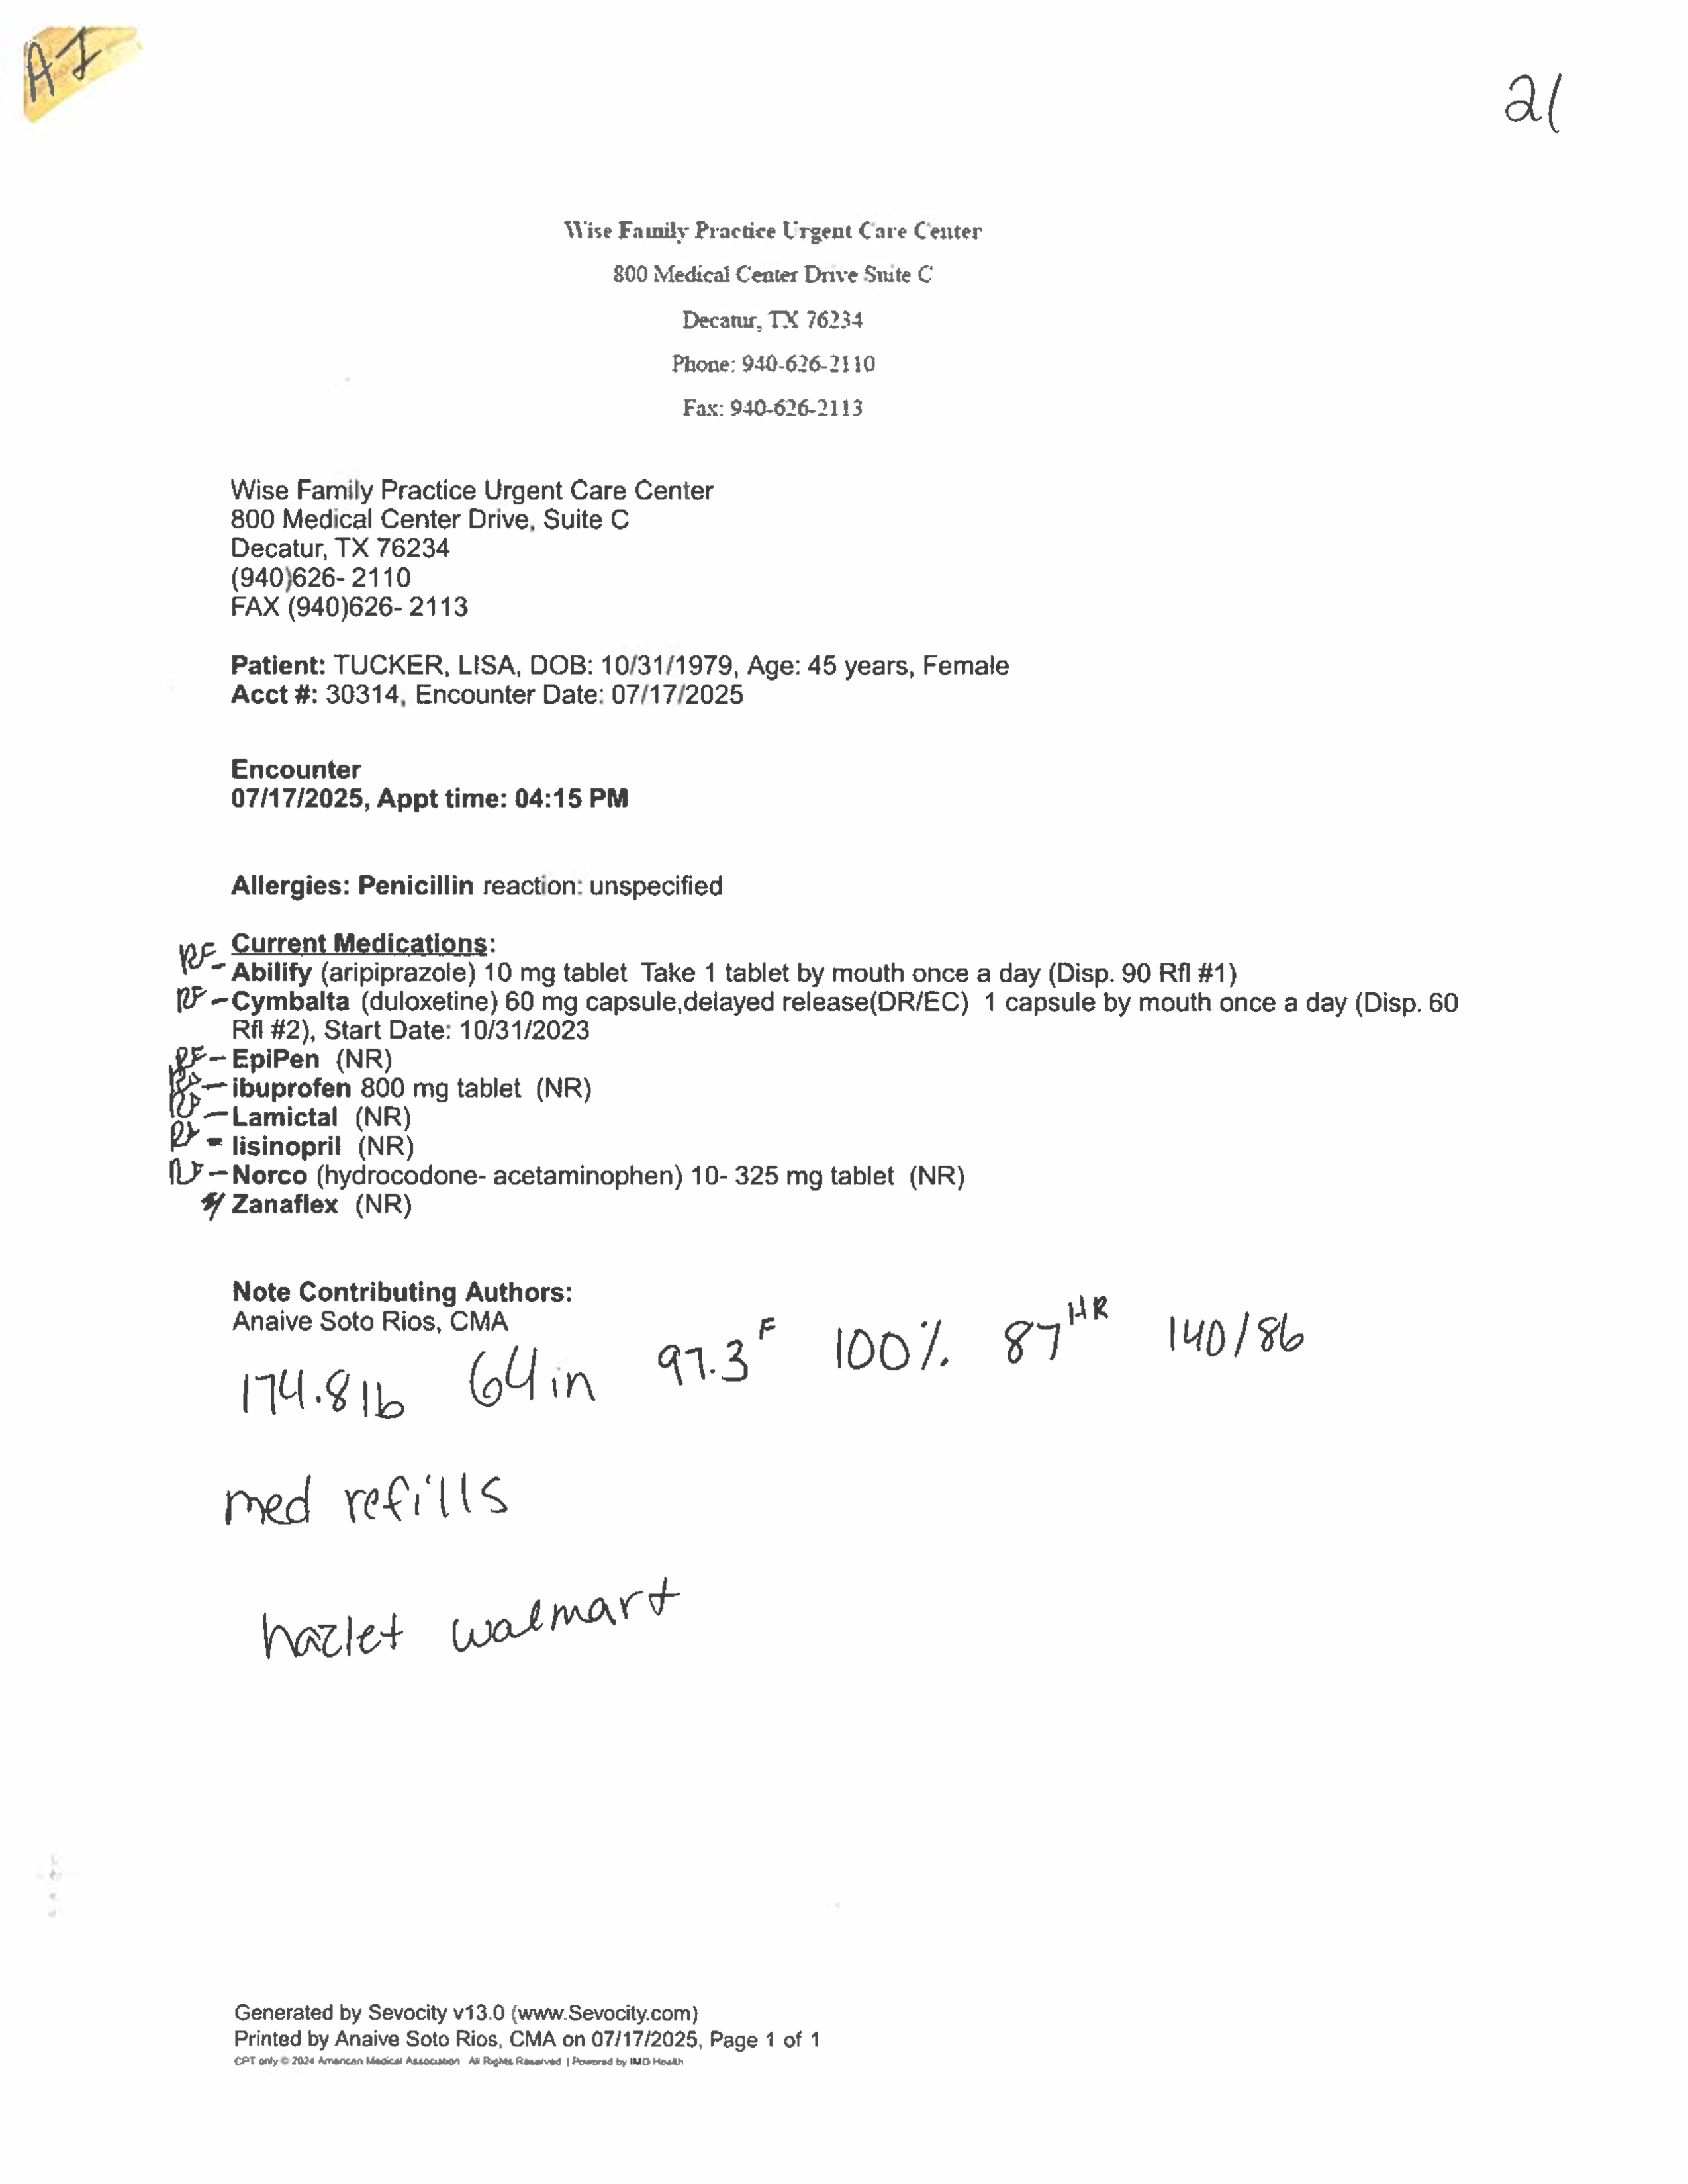 AI
21
Wise Family Practice Urgent Care Center
800 Medical Center Drive Suite C
Decatur, TX 76234
Phone: 940-626-2110
Fax: 940-626-2113
Wise Family Practice Urgent Care Center
800 Medical Center Drive, Suite C
Decatur, TX 76234
(940)626- 2110
FAX (940)626- 2113
Patient: TUCKER, LISA, DOB: 10/31/1979, Age: 45 years, Female
Acct #: 30314, Encounter Date: 07/17/2025
Encounter
07/17/2025, Appt time: 04:15 PM
Allergies: Penicillin reaction: unspecified
Current Medications:
RF - Abilify (aripiprazole) 10 mg tablet Take 1 tablet by mouth once a day (Disp. 90 Rfl #1)
RF - Cymbalta (duloxetine) 60 mg capsule,delayed release(DR/EC) 1 capsule by mouth once a day (Disp. 60
Rfl #2), Start Date: 10/31/2023
RF - EpiPen (NR)
- ibuprofen 800 mg tablet (NR)
- Lamictal (NR)
- lisinopril (NR)
- Norco (hydrocodone- acetaminophen) 10- 325 mg tablet (NR)
Zanaflex (NR)
Note Contributing Authors:
Anaive Soto Rios, CMA
174.8 lb 64 in 97.3 F 100% 87 HR 140/86
med refills
hazlet walmart
Generated by Sevocity v13.0 (www.Sevocity.com)
Printed by Anaive Soto Rios, CMA on 07/17/2025, Page 1 of 1
CPT only © 2024 American Medical Association All Rights Reserved | Powered by IMO Health